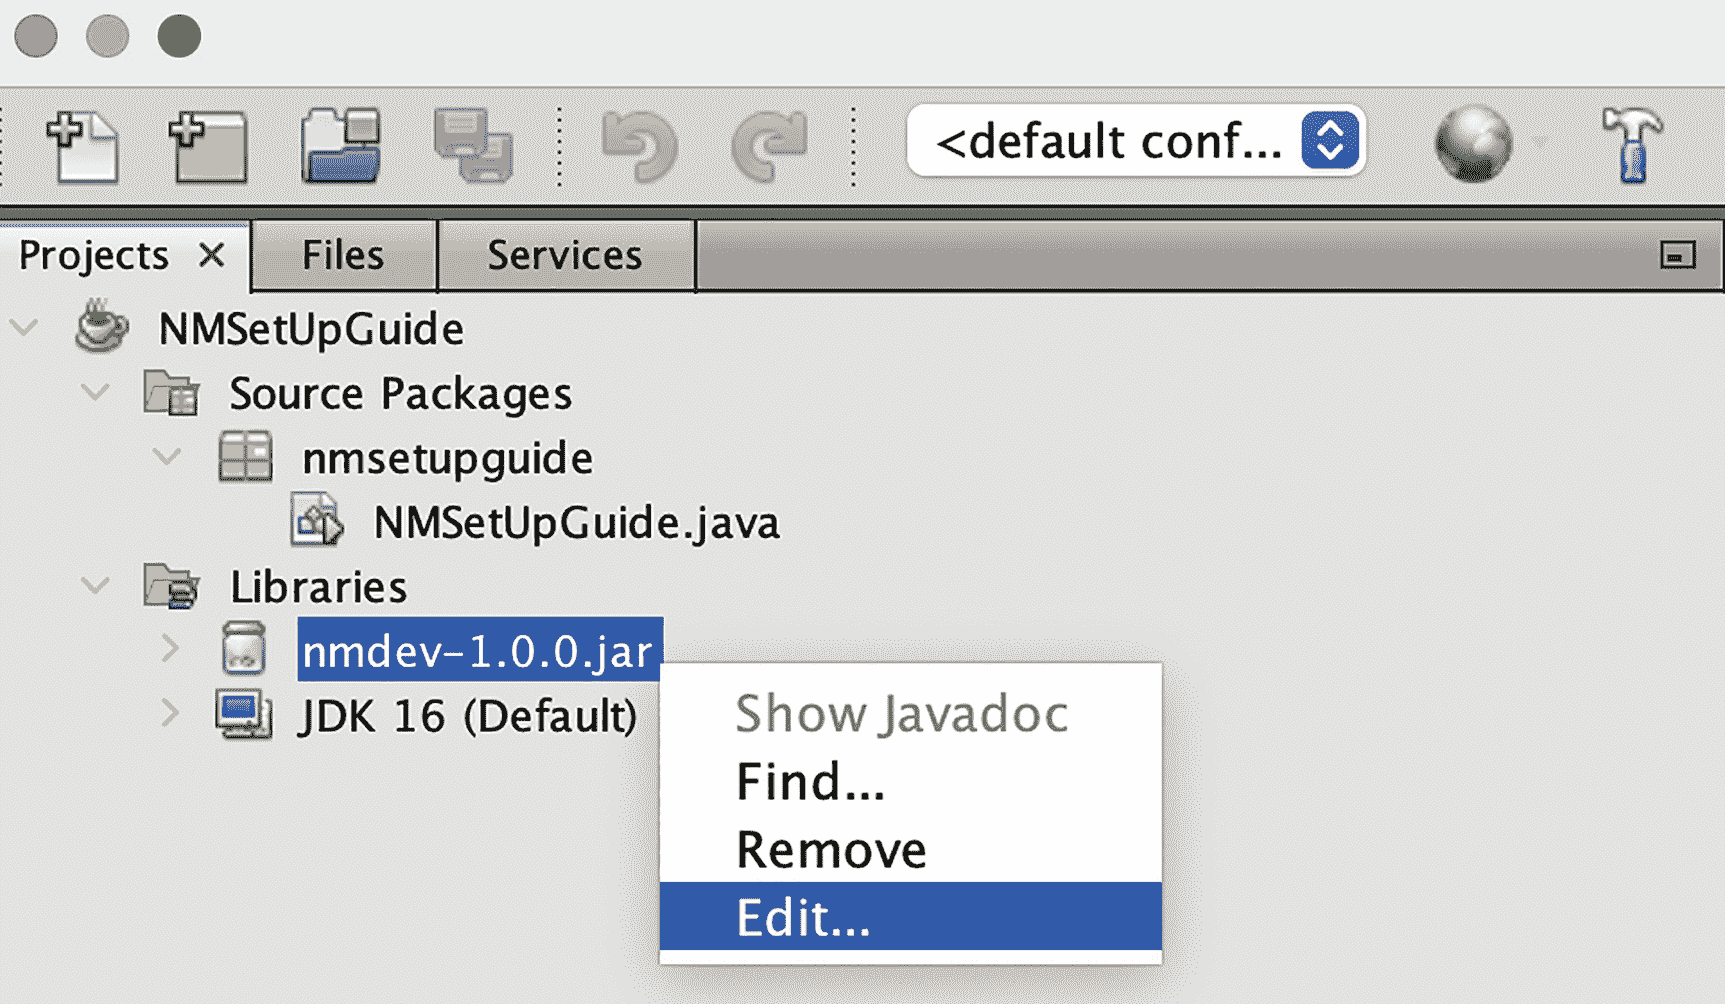 <default conf...
Projects
Files
Services
NMSetUpGuide
Source Packages
nmsetupguide
NMSetUpGuide.java
Libraries
nmdev-1.0.0.jar
JDK 16 (Default)
Show Javadoc
Find...
Remove
Edit...